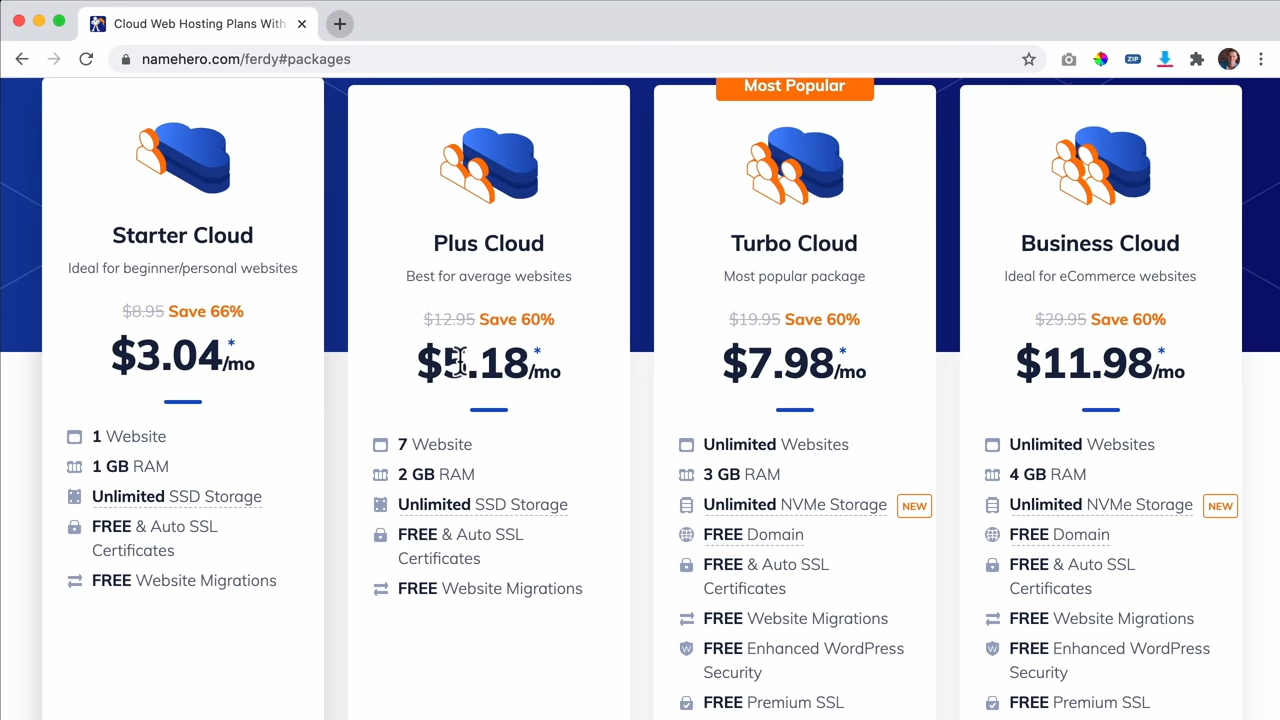 Cloud Web Hosting Plans With
namehero.com/ferdy#packages
ZIP
Starter Cloud
Ideal for beginner/personal websites
$8.95 Save 66%
$3.04/mo*
1 Website
1 GB RAM
Unlimited SSD Storage
FREE & Auto SSL
Certificates
FREE Website Migrations
Plus Cloud
Best for average websites
$12.95 Save 60%
$5.18/mo*
7 Website
2 GB RAM
Unlimited SSD Storage
FREE & Auto SSL
Certificates
FREE Website Migrations
Most Popular
Turbo Cloud
Most popular package
$19.95 Save 60%
$7.98/mo*
Unlimited Websites
3 GB RAM
Unlimited NVMe Storage NEW
FREE Domain
FREE & Auto SSL
Certificates
FREE Website Migrations
FREE Enhanced WordPress
Security
FREE Premium SSL
Business Cloud
Ideal for eCommerce websites
$29.95 Save 60%
$11.98/mo*
Unlimited Websites
4 GB RAM
Unlimited NVMe Storage NEW
FREE Domain
FREE & Auto SSL
Certificates
FREE Website Migrations
FREE Enhanced WordPress
Security
FREE Premium SSL